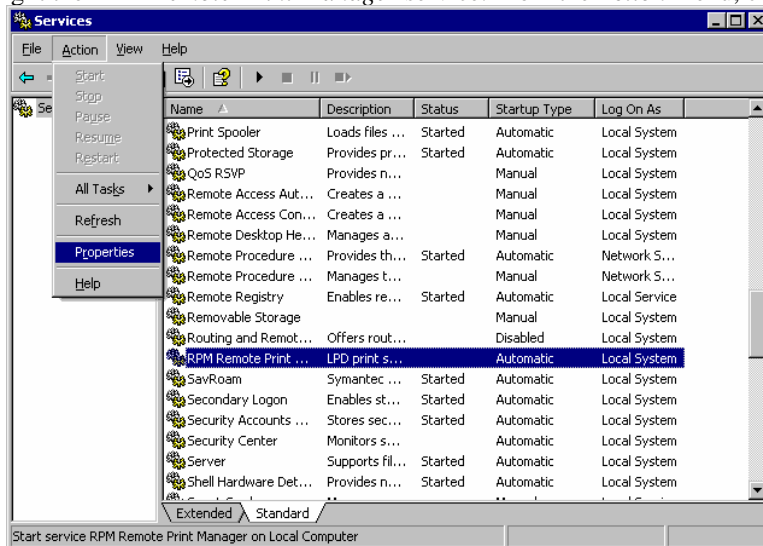 Services
File Action View Help
Start
Stop
Pause
Resume
Restart
All Tasks
Refresh
Properties
Help
Se
Name Description Status Startup Type Log On As
Print Spooler Loads files ... Started Automatic Local System
Protected Storage Provides pr... Started Automatic Local System
QoS RSVP Provides n... Manual Local System
Remote Access Aut... Creates a ... Manual Local System
Remote Access Con... Creates a ... Manual Local System
Remote Desktop He... Manages a... Manual Local System
Remote Procedure ... Provides th... Started Automatic Network S...
Remote Procedure ... Manages t... Manual Network S...
Remote Registry Enables re... Started Automatic Local Service
Removable Storage Manual Local System
Routing and Remot... Offers rout... Disabled Local System
RPM Remote Print ... LPD print s... Automatic Local System
SavRoam Symantec ... Started Automatic Local System
Secondary Logon Enables st... Started Automatic Local System
Security Accounts ... Stores sec... Started Automatic Local System
Security Center Monitors s... Automatic Local System
Server Supports fil... Started Automatic Local System
Shell Hardware Det... Provides n... Started Automatic Local System
Extended Standard
Start service RPM Remote Print Manager on Local Computer